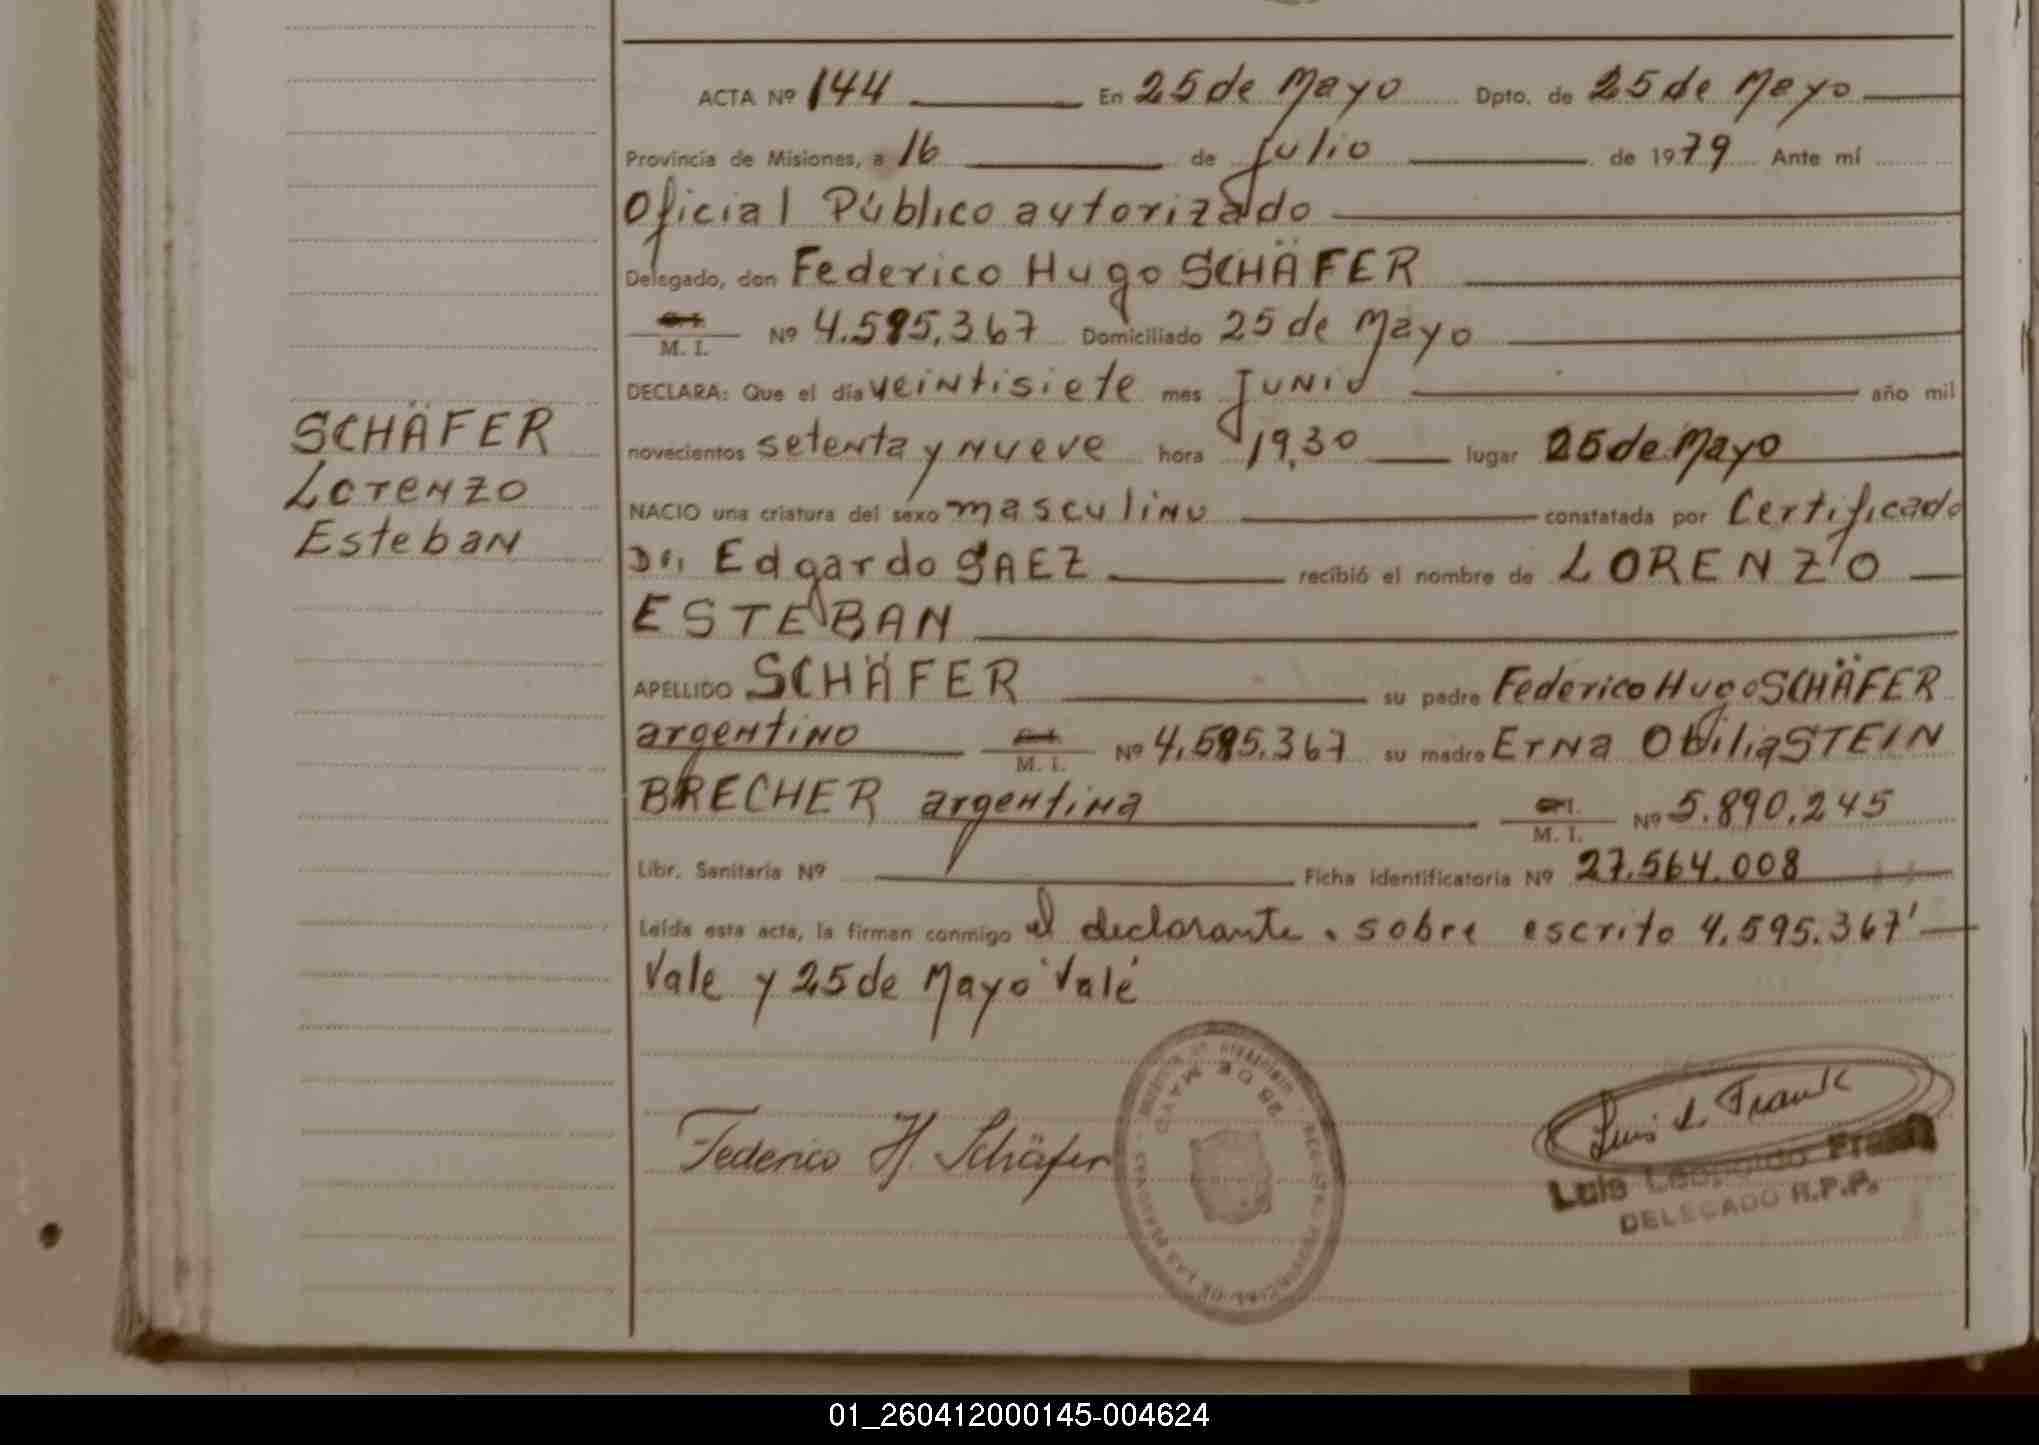 ACTA Nº 144 En 25 de Mayo Dpto. de 25 de Mayo
Provincia de Misiones, a 16 de Julio de 1979 Ante mí
Oficial Público autorizado
Delegado, don Federico Hugo SCHÄFER
M. I. Nº 4.595.367 Domiciliado 25 de Mayo
DECLARA: Que el día veintisiete mes Junio año mil
novecientos setenta y nueve hora 19,30 lugar 25 de Mayo
SCHÄFER
Lorenzo
Esteban
NACIO una criatura del sexo masculino constatada por Certificado
Dr. Edgardo SAEZ recibió el nombre de LORENZO
ESTEBAN
APELLIDO SCHÄFER su padre Federico Hugo SCHÄFER
argentino M. I. Nº 4.595.367 su madre Erna STEIN
BRECHER argentina M. I. Nº 5.890.245
Libr. Sanitaria Nº Ficha identificatoria Nº 27.564.008
Leída esta acta, la firman conmigo el declarante. sobre escrito 4.595.367'
Vale y 25 de Mayo Vale
25 DE MAYO
Federico H. Schäfer
Luis L. Frank
Luis Leopoldo Frank
DELEGADO R.P.P.
01_260412000145-004624